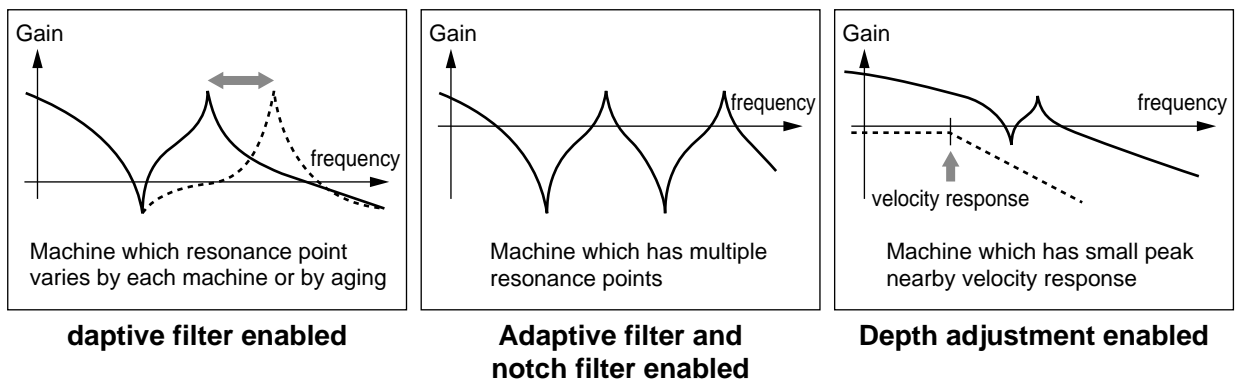 Gain
frequency
Machine which resonance point
varies by each machine or by aging
daptive filter enabled
Gain
frequency
Machine which has multiple
resonance points
Adaptive filter and
notch filter enabled
Gain
frequency
velocity response
Machine which has small peak
nearby velocity response
Depth adjustment enabled